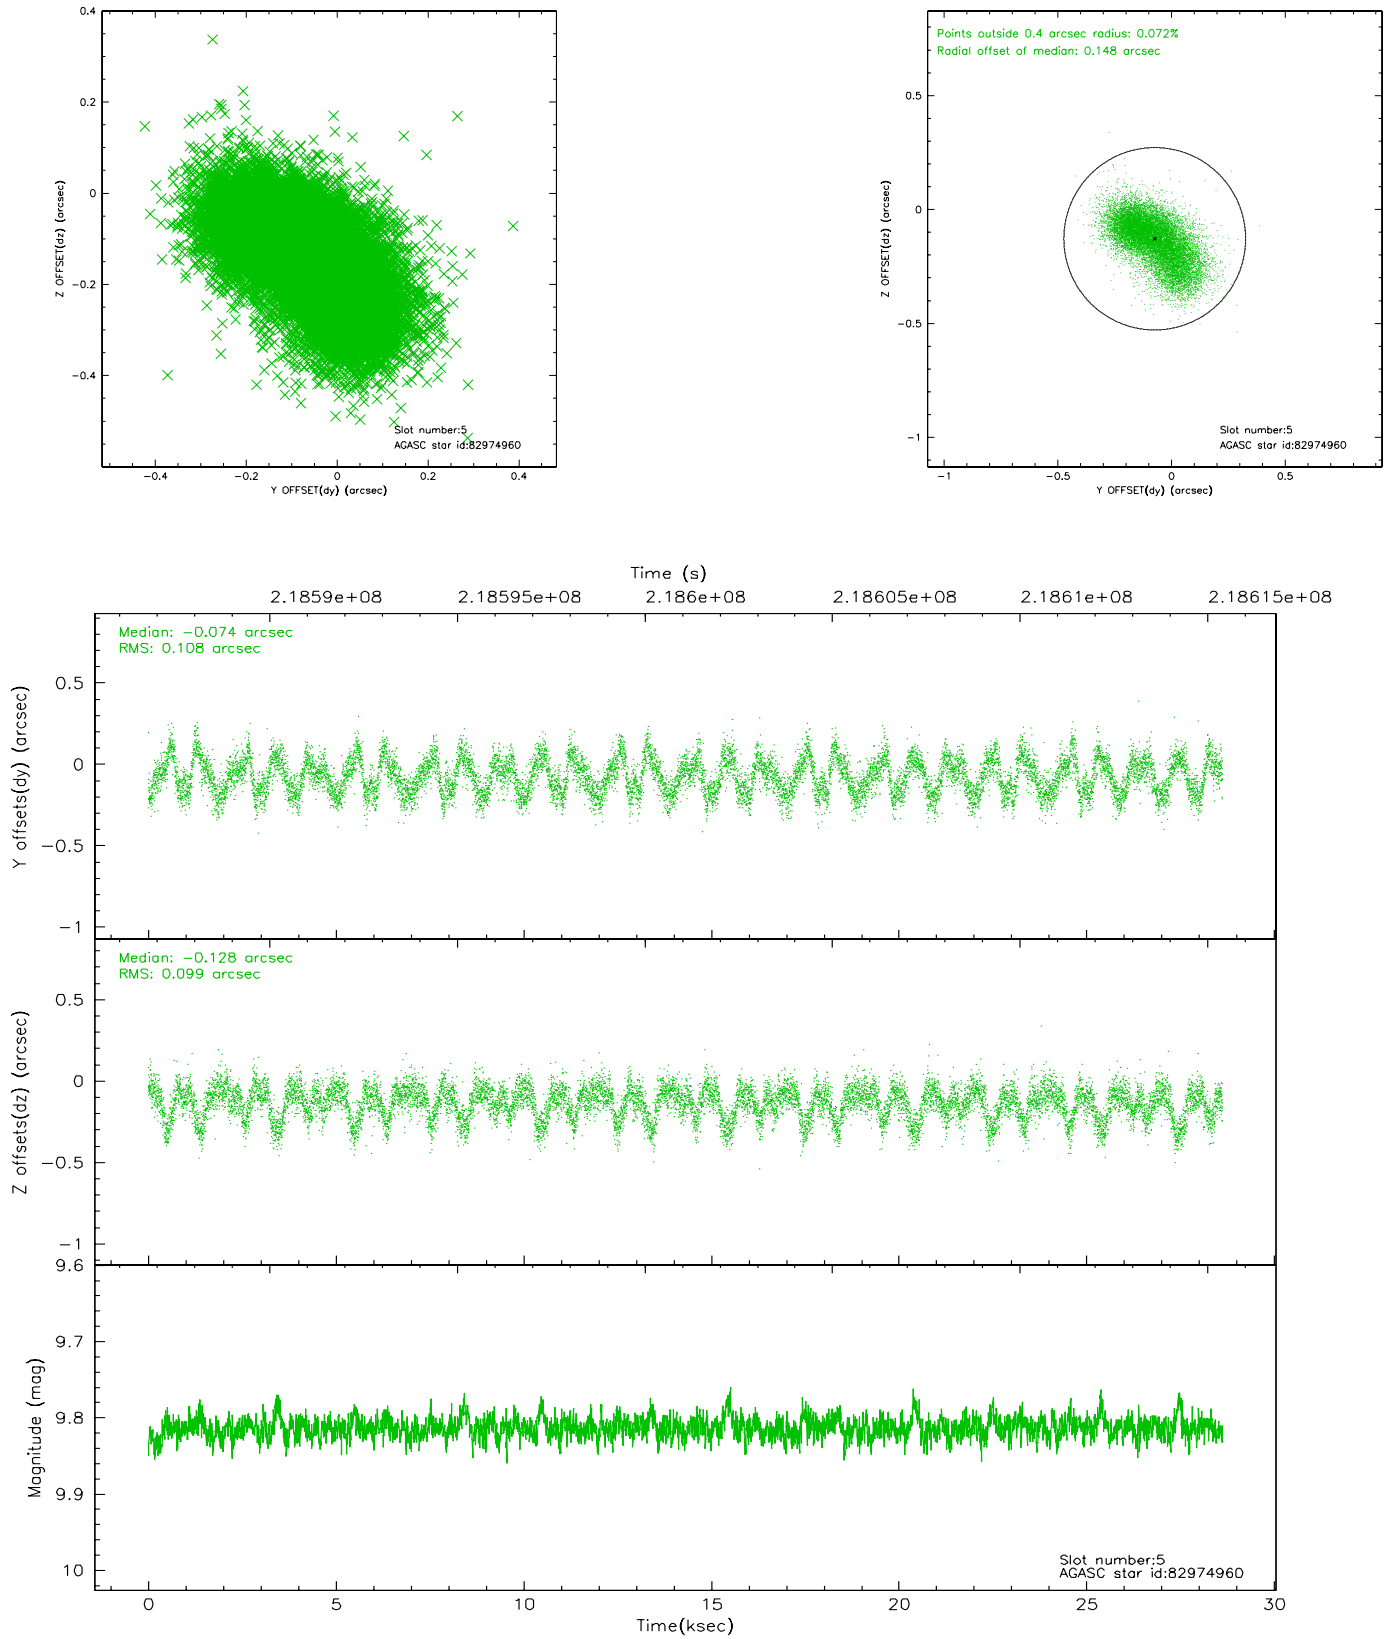 0.4
0.2
0
−0.2
−0.4
Z OFFSET(dz) (arcsec)
−0.4
−0.2
0
0.2
0.4
Y OFFSET(dy) (arcsec)
Slot number:5
AGASC star id:82974960
Points outside 0.4 arcsec radius: 0.072%
Radial offset of median: 0.148 arcsec
0.5
0
−0.5
−1
Z OFFSET(dz) (arcsec)
−1
−0.5
0
0.5
Y OFFSET(dy) (arcsec)
Slot number:5
AGASC star id:82974960
Time (s)
2.1859e+08
2.18595e+08
2.186e+08
2.18605e+08
2.1861e+08
2.18615e+08
Median: −0.074 arcsec
RMS: 0.108 arcsec
0.5
0
−0.5
−1
Y offsets(dy) (arcsec)
Median: −0.128 arcsec
RMS: 0.099 arcsec
0.5
0
−0.5
−1
Z offsets(dz) (arcsec)
9.6
9.7
9.8
9.9
10
Magnitude (mag)
Slot number:5
AGASC star id:82974960
0
5
10
15
20
25
30
Time(ksec)